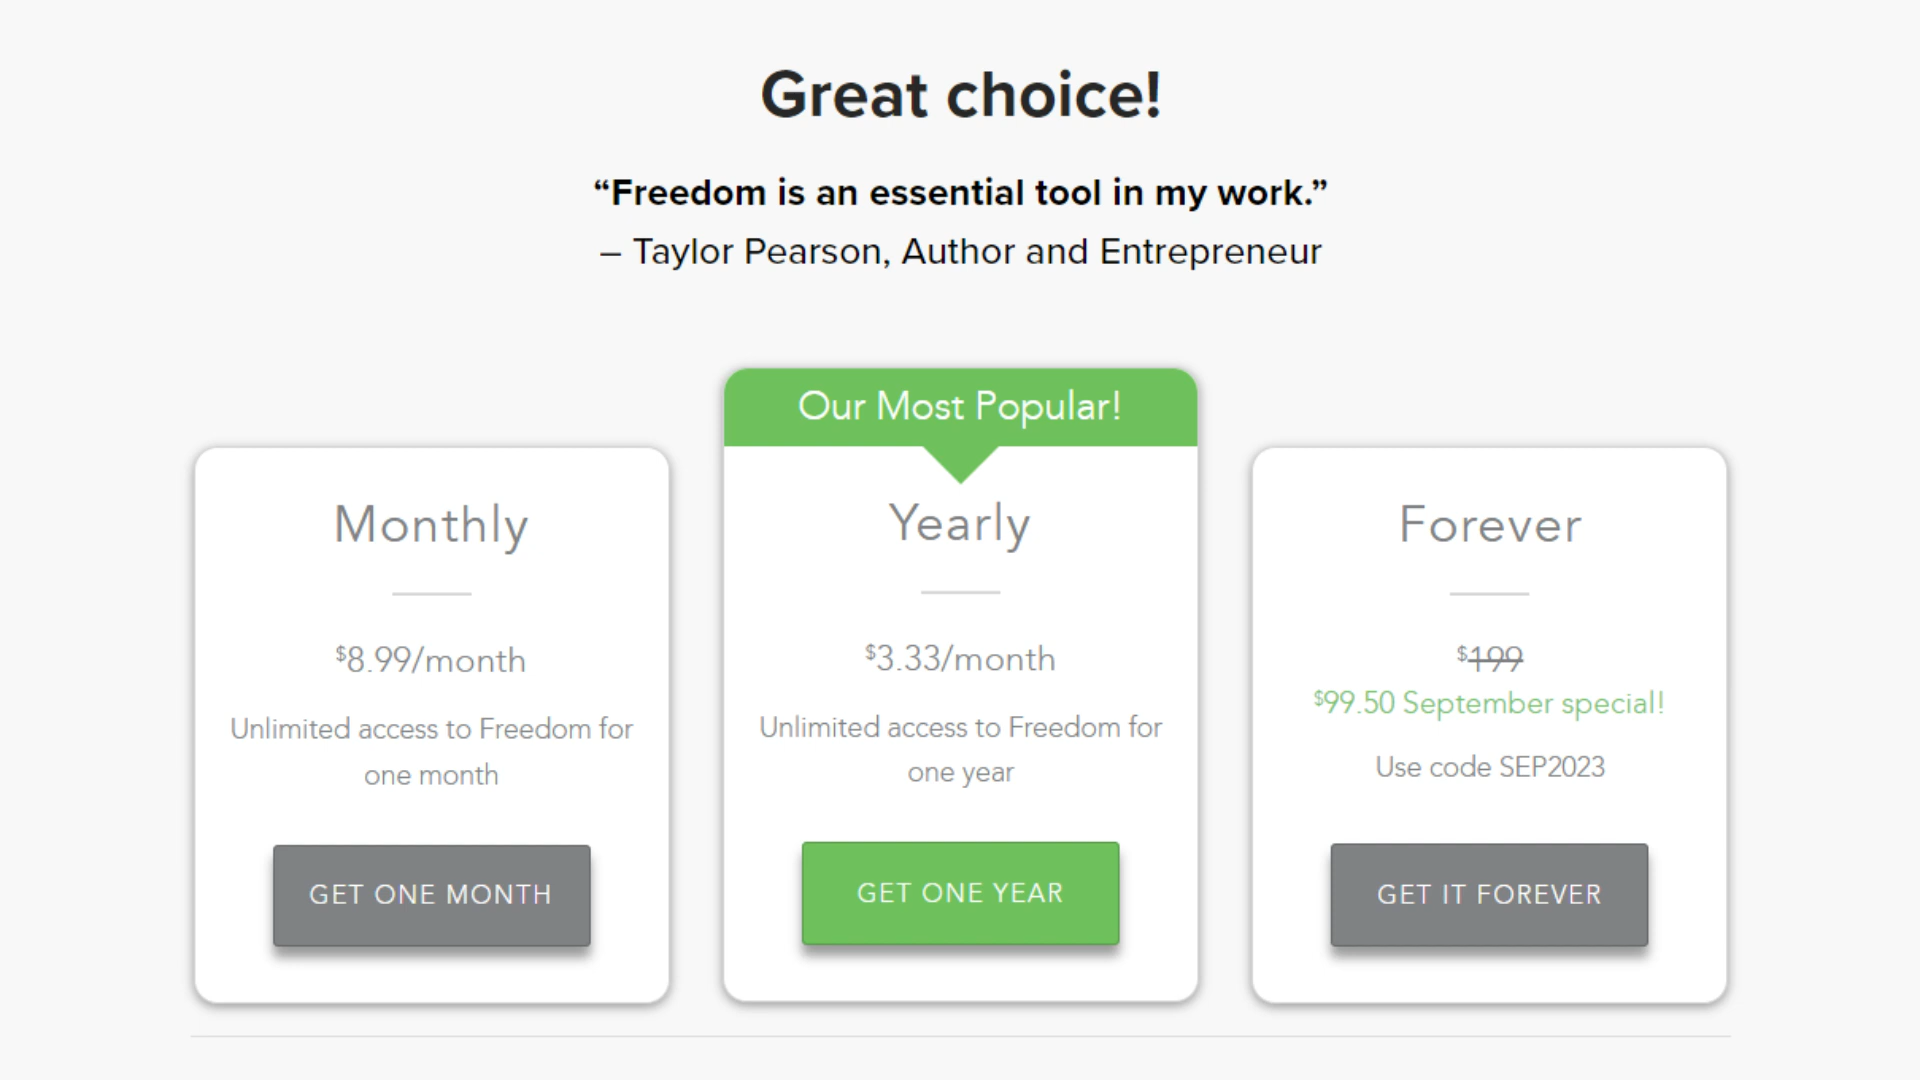 Great choice!
“Freedom is an essential tool in my work.”
– Taylor Pearson, Author and Entrepreneur
Monthly
$8.99/month
Unlimited access to Freedom for
one month
GET ONE MONTH
Our Most Popular!
Yearly
$3.33/month
Unlimited access to Freedom for
one year
GET ONE YEAR
Forever
$199
$99.50 September special!
Use code SEP2023
GET IT FOREVER